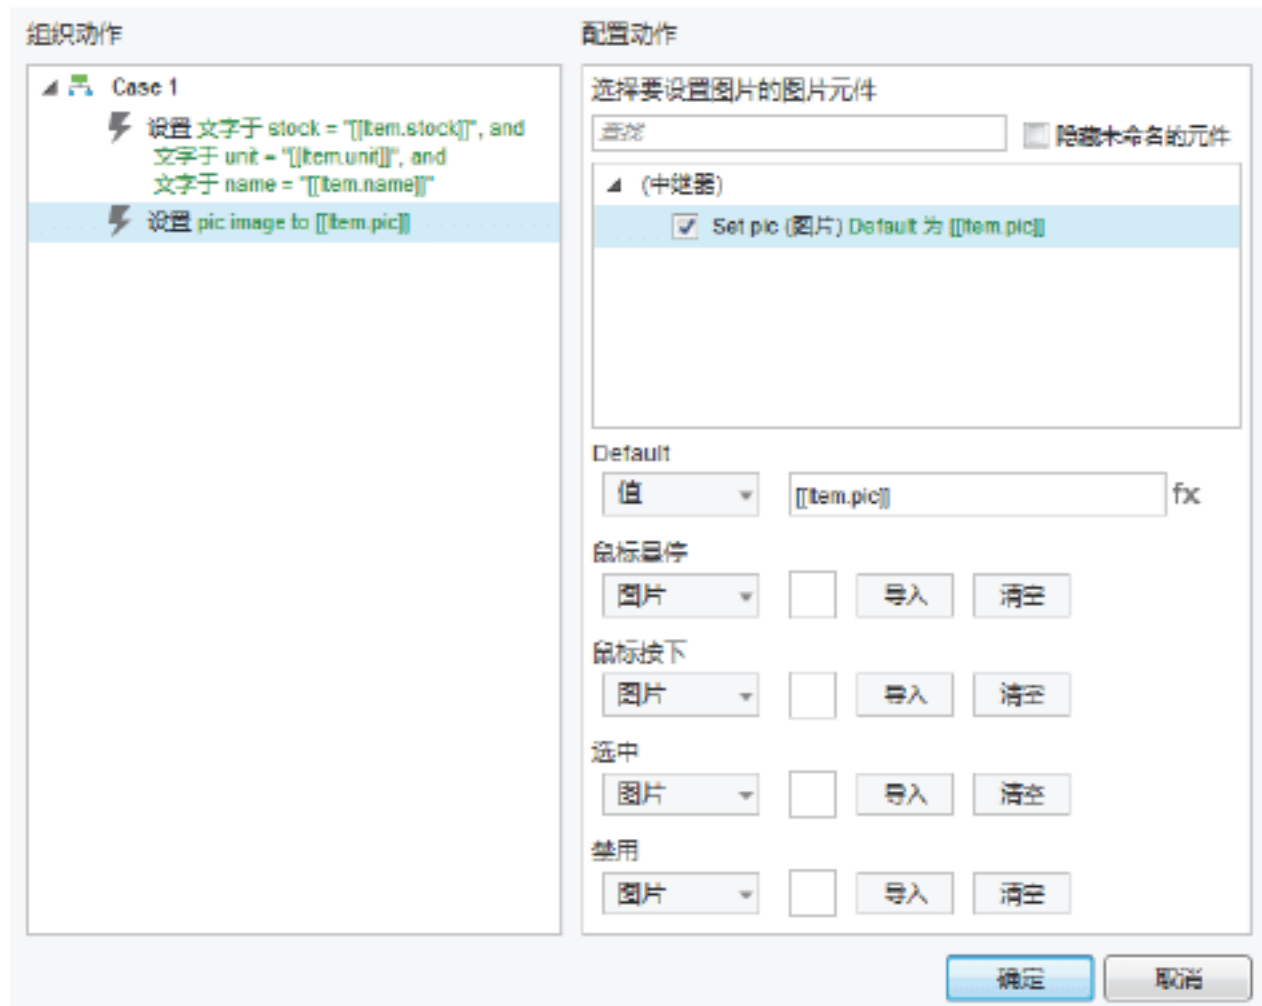 组织动作
配置动作
Case 1
设置 文字于 stock = "[[Item.stock]]", and
文字于 unit = "[[Item.unit]]", and
文字于 name = "[[Item.name]]"
设置 pic image to [[Item.pic]]
选择要设置图片的图片元件
查找
隐藏未命名的元件
(中继器)
Set pic (图片) Default 为 [[Item.pic]]
Default
值 [[Item.pic]] fx
鼠标悬停
图片 导入 清空
鼠标按下
图片 导入 清空
选中
图片 导入 清空
禁用
图片 导入 清空
确定 取消